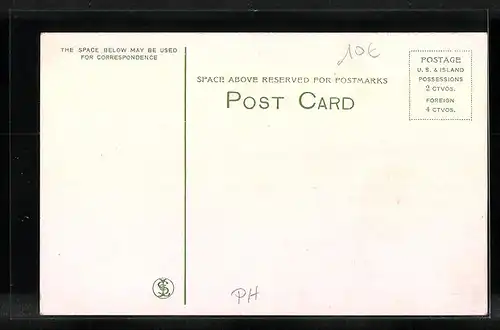 THE SPACE BELOW MAY BE USED
FOR CORRESPONDENCE
10€
SPACE ABOVE RESERVED FOR POSTMARKS
POST CARD
POSTAGE
U. S. & ISLAND
POSSESSIONS
2 CTVOS.
FOREIGN
4 CTVOS.
PH